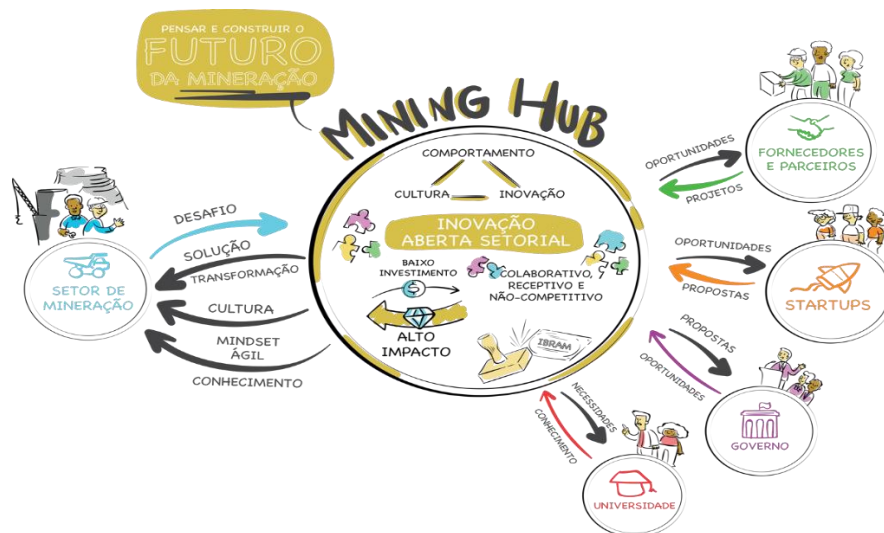 PENSAR E CONSTRUIR O
FUTURO
DA MINERAÇÃO
MINING HUB
COMPORTAMENTO
CULTURA
INOVAÇÃO
INOVAÇÃO
ABERTA SETORIAL
BAIXO
INVESTIMENTO
$
COLABORATIVO,
RECEPTIVO E
NÃO-COMPETITIVO
ALTO
IMPACTO
IBRAM
DESAFIO
SOLUÇÃO
TRANSFORMAÇÃO
CULTURA
MINDSET
ÁGIL
CONHECIMENTO
SETOR DE
MINERAÇÃO
OPORTUNIDADES
PROJETOS
FORNECEDORES
E PARCEIROS
OPORTUNIDADES
PROPOSTAS
STARTUPS
PROPOSTAS
OPORTUNIDADES
GOVERNO
NECESSIDADES
CONHECIMENTO
UNIVERSIDADE